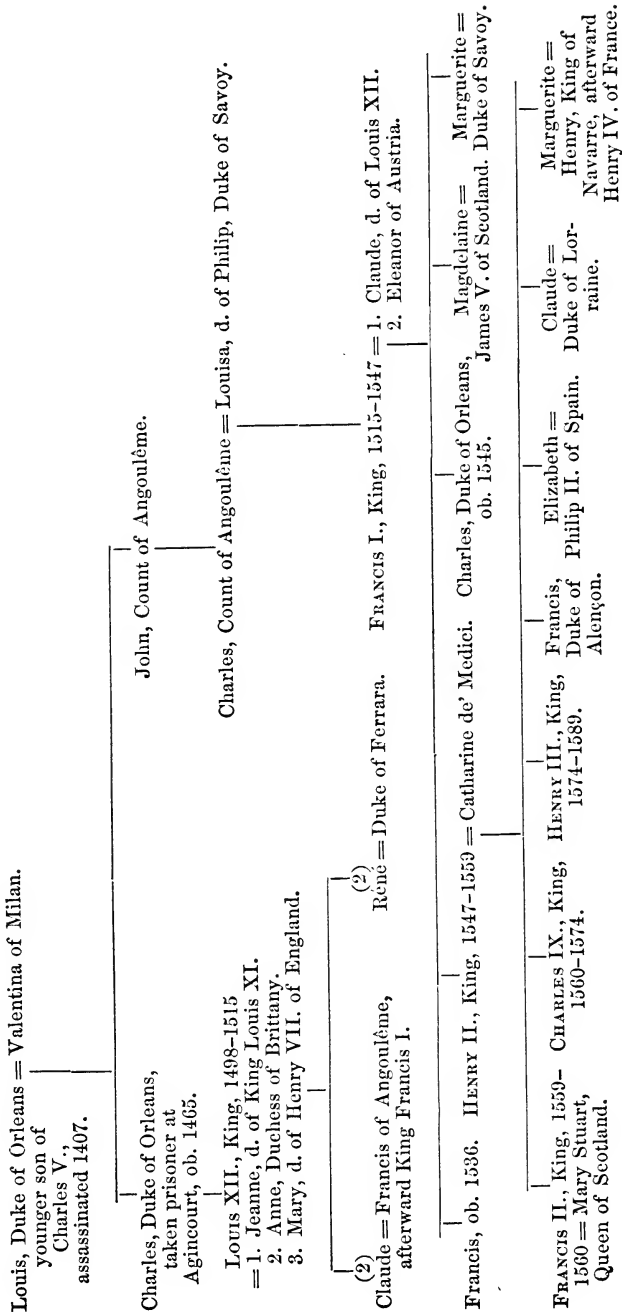 Louis, Duke of Orleans = Valentina of Milan.
younger son of
Charles V.,
assassinated 1407.
Charles, Duke of Orleans,
taken prisoner at
Agincourt, ob. 1465.
John, Count of Angoulême.
LOUIS XII., King, 1498-1515
= 1. Jeanne, d. of King Louis XI.
2. Anne, Duchess of Brittany.
3. Mary, d. of Henry VII. of England.
Charles, Count of Angoulême = Louisa, d. of Philip, Duke of Savoy.
(2)
Claude = Francis of Angoulême,
afterward King Francis I.
(2)
Réné = Duke of Ferrara.
FRANCIS I., King, 1515-1547 = 1. Claude, d. of Louis XII.
2. Eleanor of Austria.
Francis, ob. 1536.
HENRY II., King, 1547-1559 = Catharine de' Medici.
Charles, Duke of Orleans,
ob. 1545.
Magdelaine =
James V. of Scotland.
Marguerite =
Duke of Savoy.
FRANCIS II., King, 1559-
1560 = Mary Stuart,
Queen of Scotland.
CHARLES IX., King,
1560-1574.
HENRY III., King,
1574-1589.
Francis,
Duke of
Alençon.
Elizabeth =
Philip II. of Spain.
Claude =
Duke of Lor-
raine.
Marguerite =
Henry, King of
Navarre, afterward
Henry IV. of France.